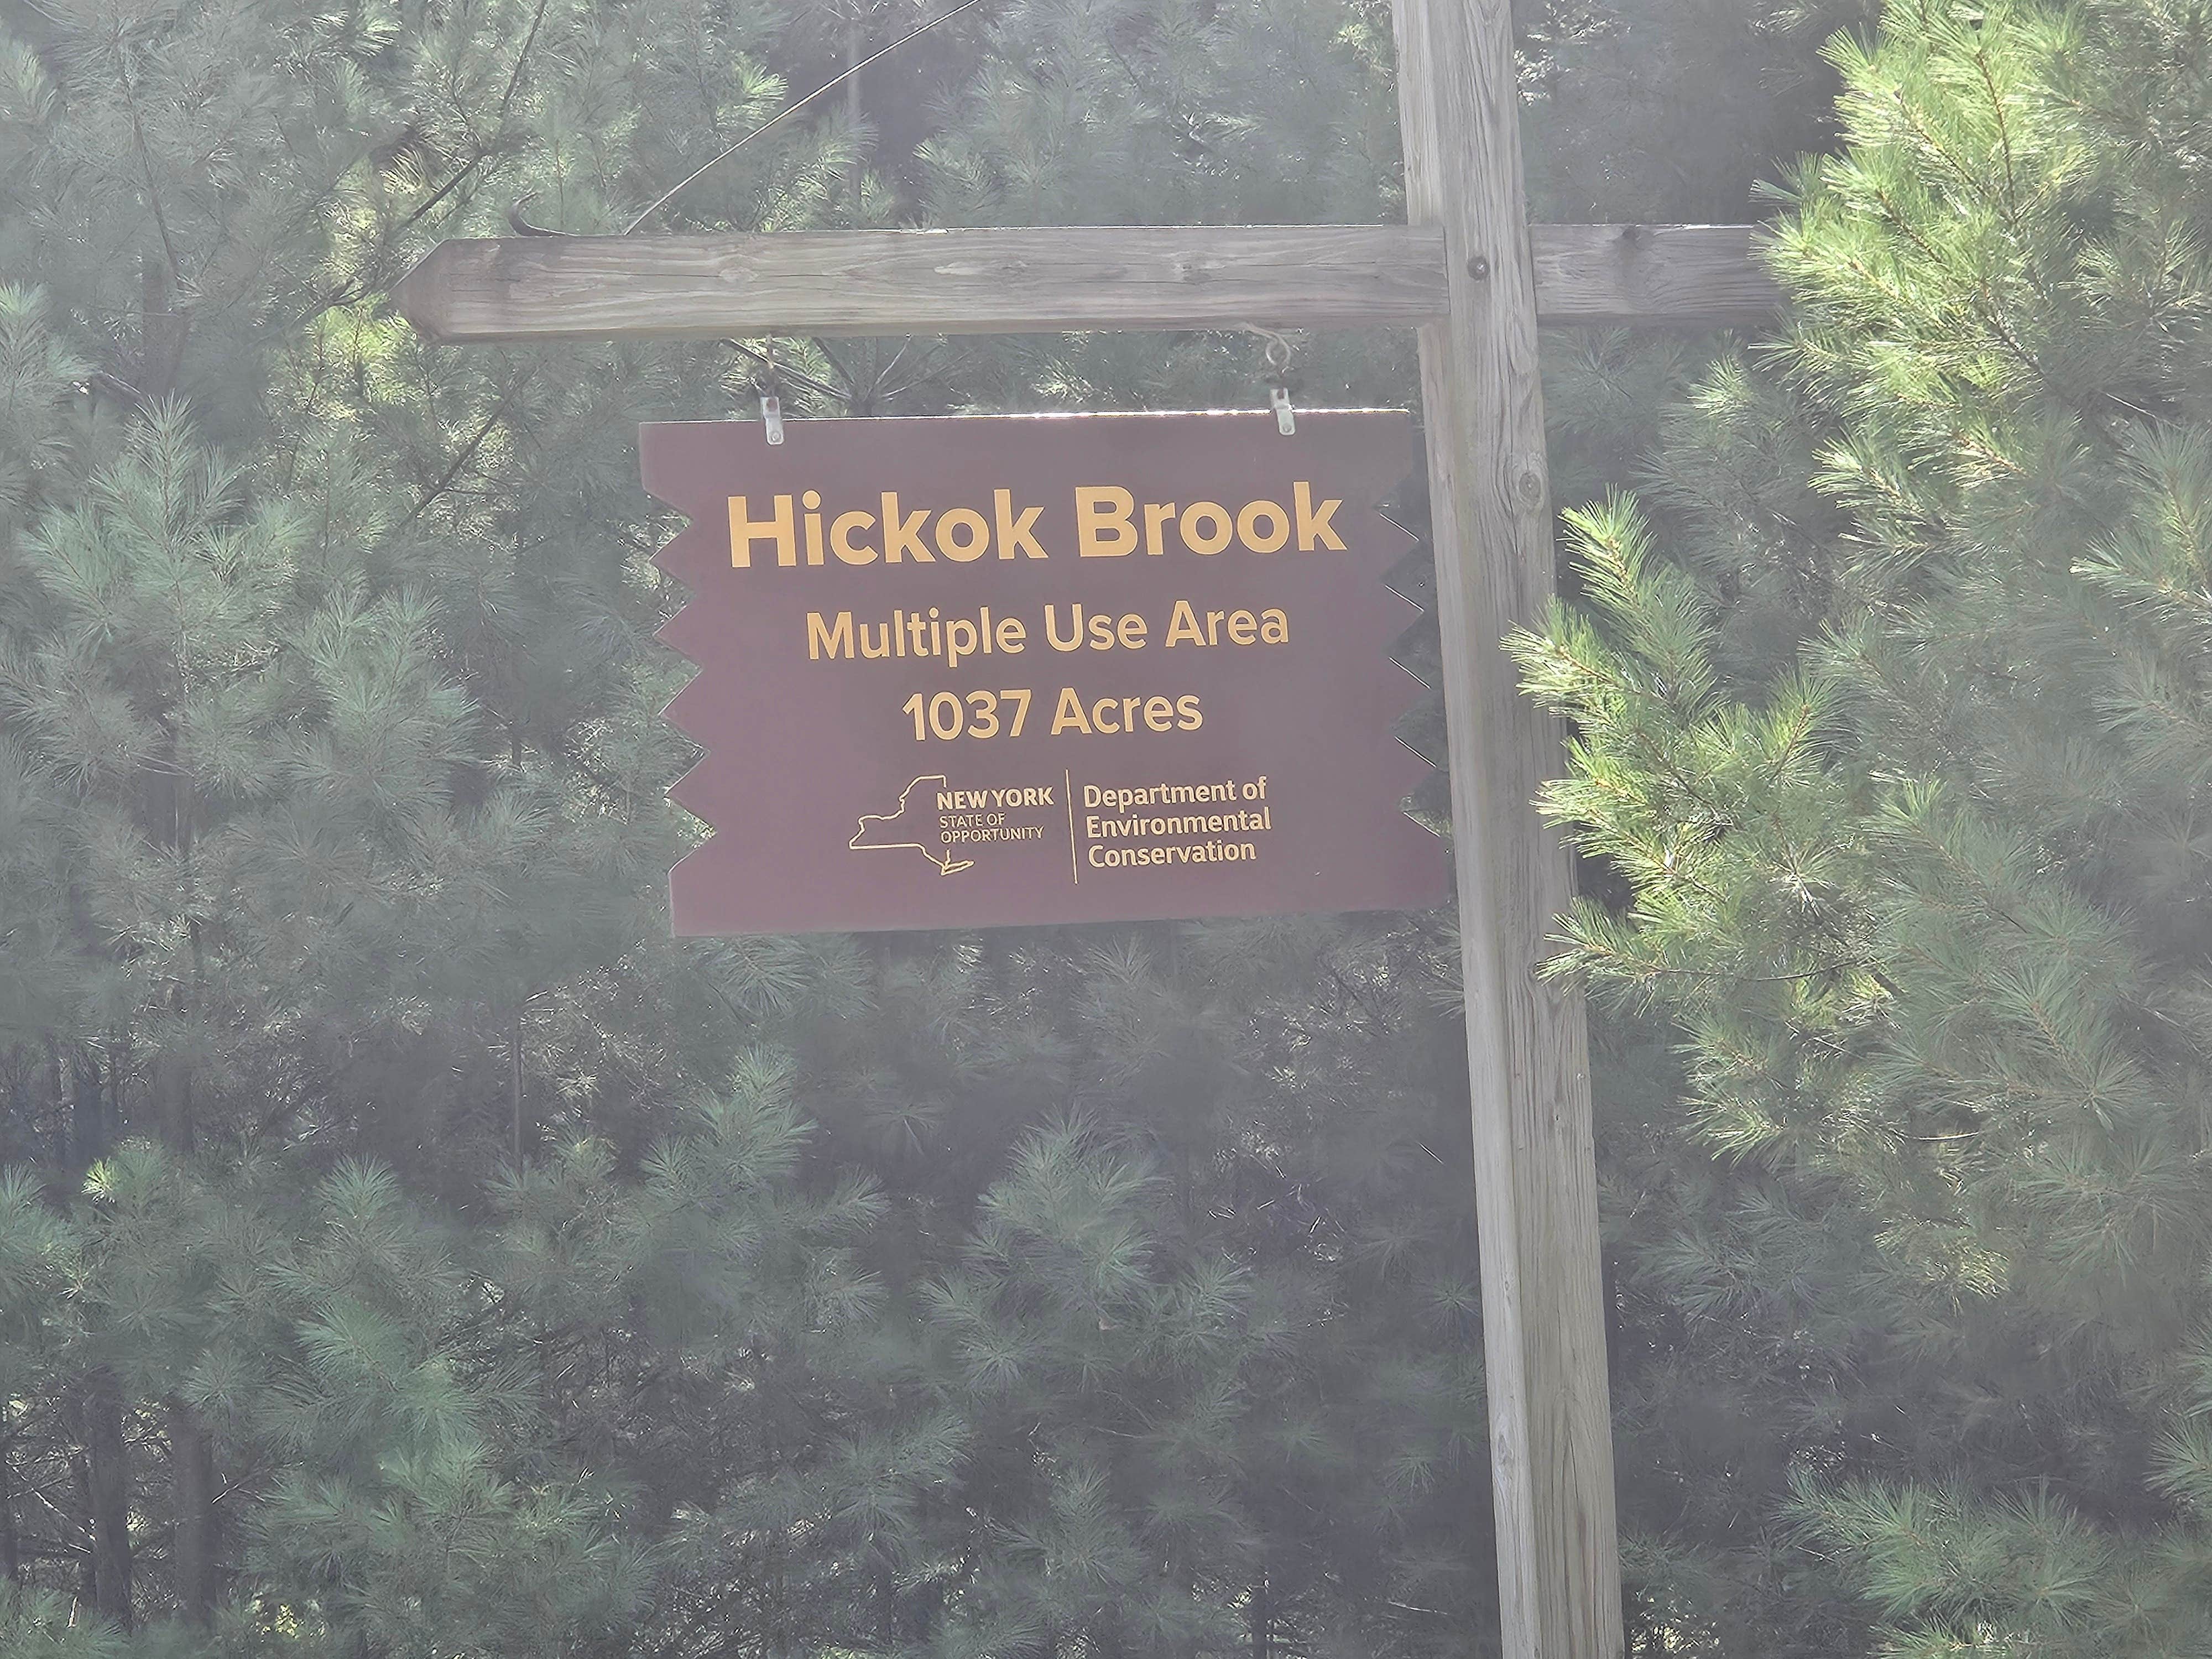 Hickok Brook
Multiple Use Area
1037 Acres
NEW YORK
STATE OF
OPPORTUNITY
Department of
Environmental
Conservation